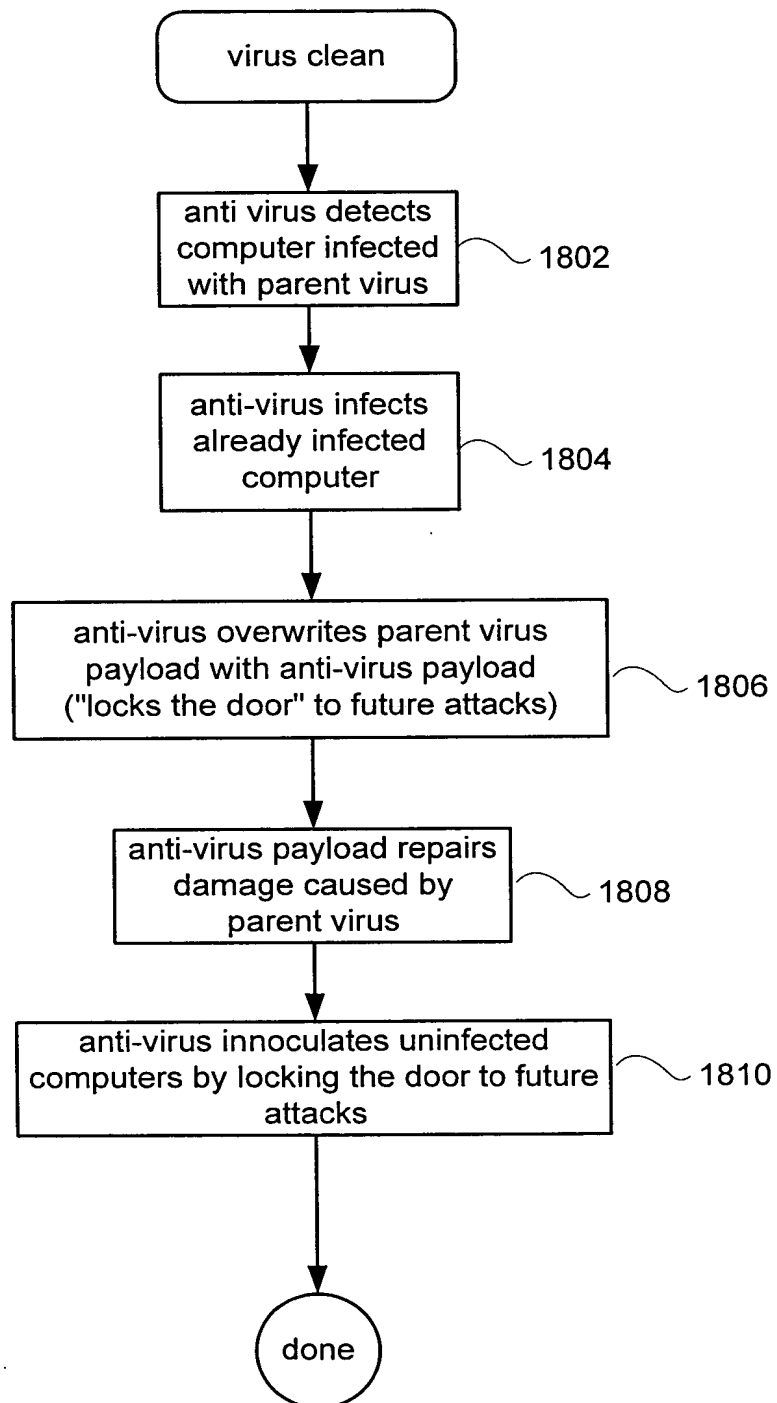 virus clean
anti virus detects
computer infected
with parent virus
1802
anti-virus infects
already infected
computer
1804
anti-virus overwrites parent virus
payload with anti-virus payload
("locks the door" to future attacks)
1806
anti-virus payload repairs
damage caused by
parent virus
1808
anti-virus innoculates uninfected
computers by locking the door to future
attacks
1810
done